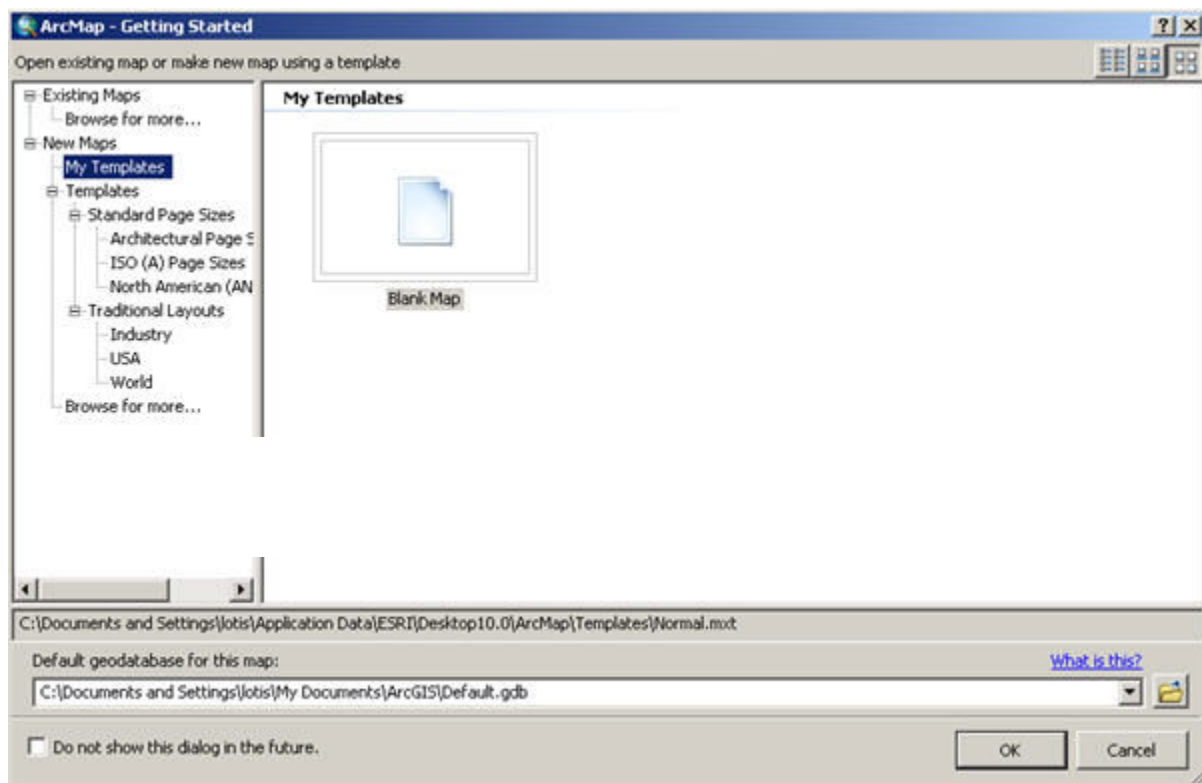 ArcMap - Getting Started
Open existing map or make new map using a template
Existing Maps
Browse for more...
New Maps
My Templates
Templates
Standard Page Sizes
Architectural Page S
ISO (A) Page Sizes
North American (AN
Traditional Layouts
Industry
USA
World
Browse for more...
My Templates
Blank Map
C:\Documents and Settings\lotis\Application Data\ESRI\Desktop10.0\ArcMap\Templates\Normal.mxt
Default geodatabase for this map:
What is this?
C:\Documents and Settings\lotis\My Documents\ArcGIS\Default.gdb
Do not show this dialog in the future.
OK
Cancel